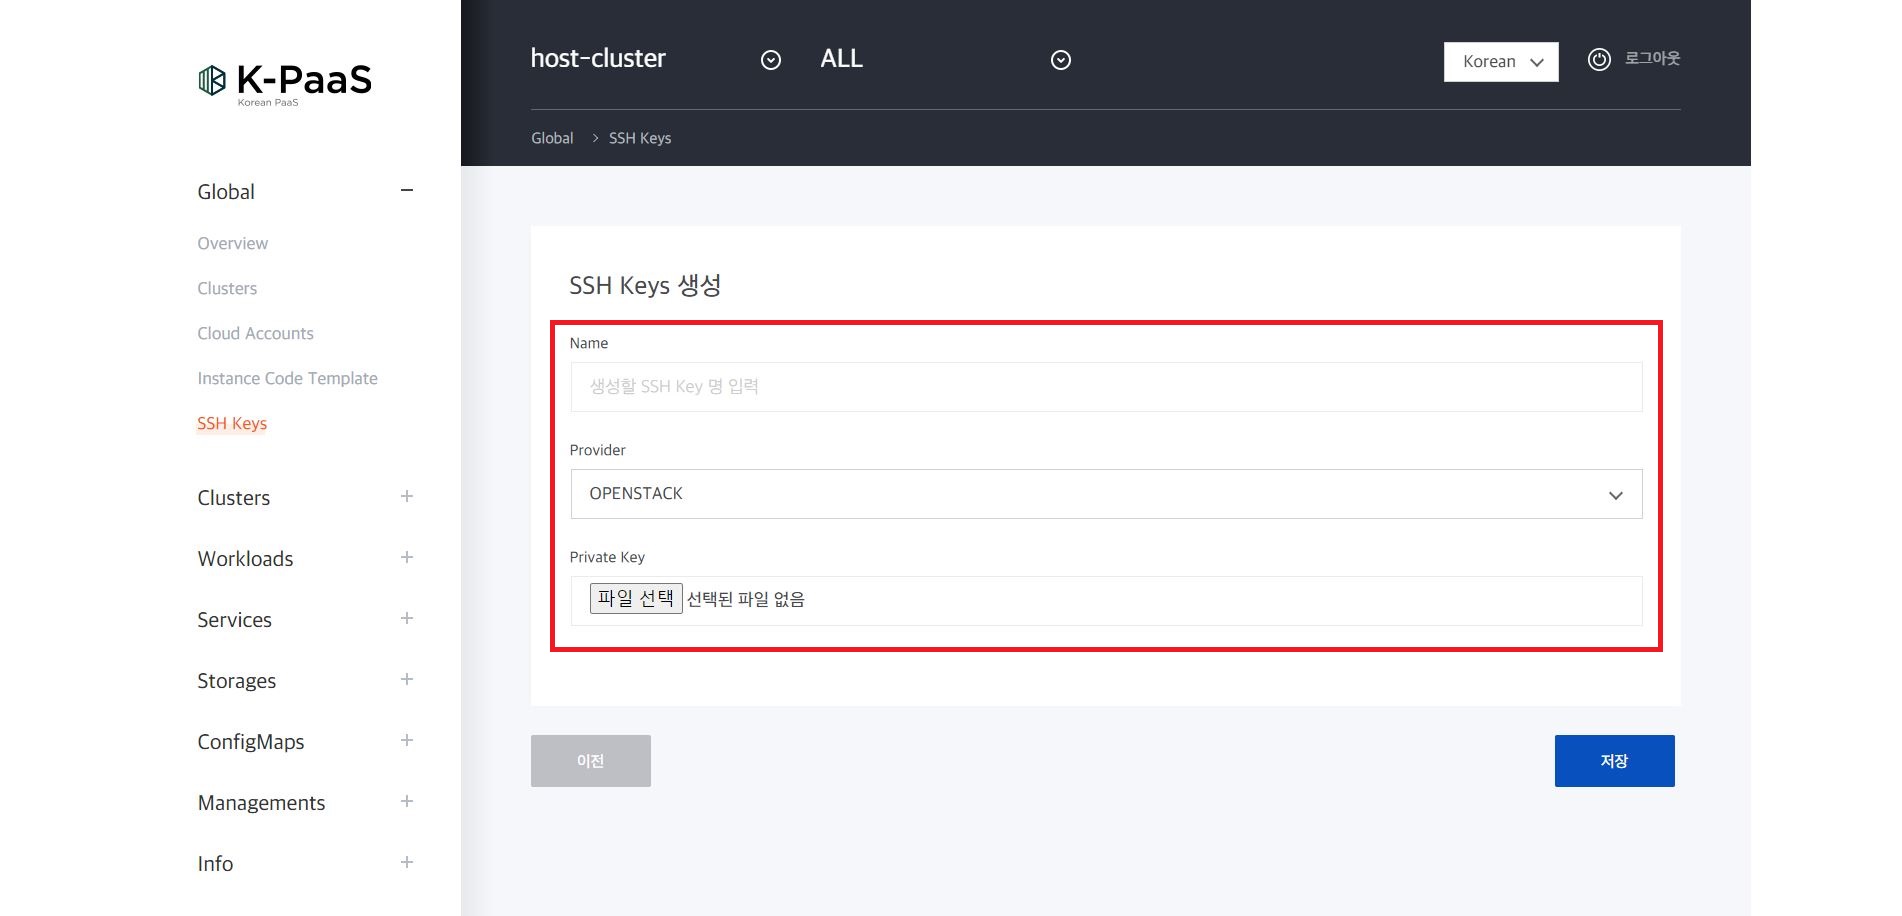 K-PaaS
Korean PaaS
host-cluster
ALL
Korean
로그아웃
Global > SSH Keys
Global
Overview
Clusters
Cloud Accounts
Instance Code Template
SSH Keys
Clusters
Workloads
Services
Storages
ConfigMaps
Managements
Info
SSH Keys 생성
Name
생성할 SSH Key 명 입력
Provider
OPENSTACK
Private Key
파일 선택 선택된 파일 없음
이전
저장